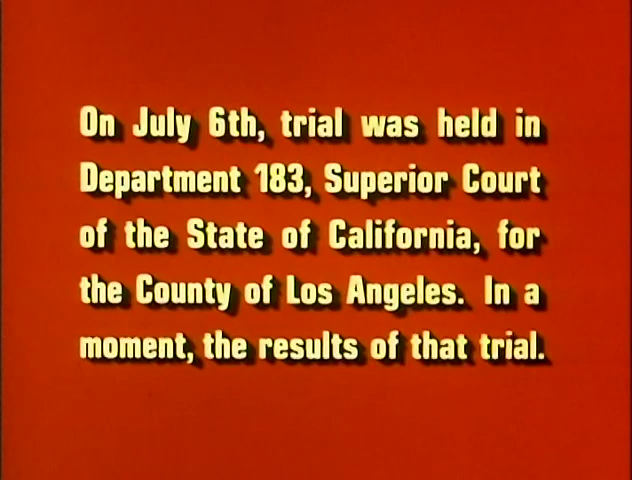 On July 6th, trial was held in
Department 183, Superior Court
of the State of California, for
the County of Los Angeles. In a
moment, the results of that trial.